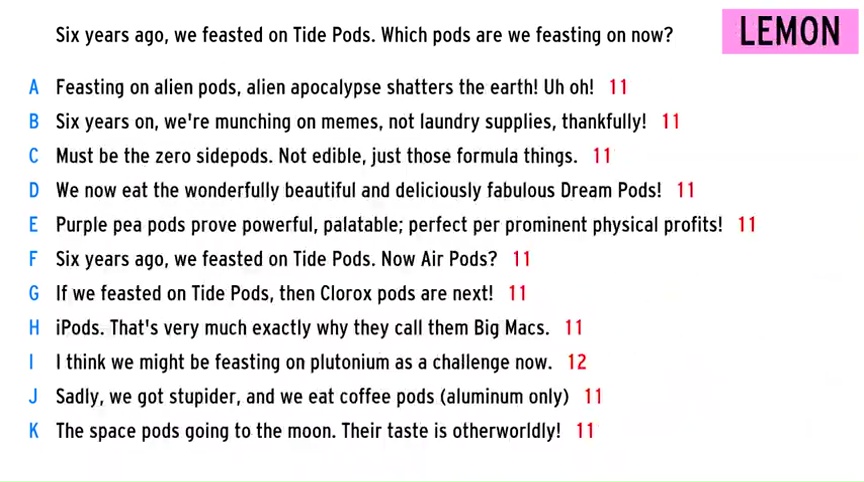 Six years ago, we feasted on Tide Pods. Which pods are we feasting on now?
LEMON
A Feasting on alien pods, alien apocalypse shatters the earth! Uh oh! 11
B Six years on, we're munching on memes, not laundry supplies, thankfully! 11
C Must be the zero sidepods. Not edible, just those formula things. 11
D We now eat the wonderfully beautiful and deliciously fabulous Dream Pods! 11
E Purple pea pods prove powerful, palatable; perfect per prominent physical profits! 11
F Six years ago, we feasted on Tide Pods. Now Air Pods? 11
G If we feasted on Tide Pods, then Clorox pods are next! 11
H iPods. That's very much exactly why they call them Big Macs. 11
I I think we might be feasting on plutonium as a challenge now. 12
J Sadly, we got stupider, and we eat coffee pods (aluminum only) 11
K The space pods going to the moon. Their taste is otherworldly! 11